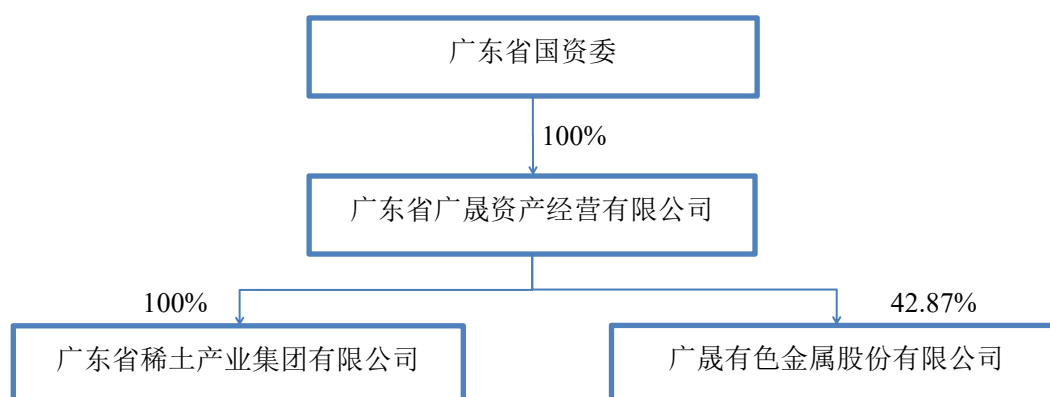 广东省国资委
100%
广东省广晟资产经营有限公司
100%
42.87%
广东省稀土产业集团有限公司
广晟有色金属股份有限公司